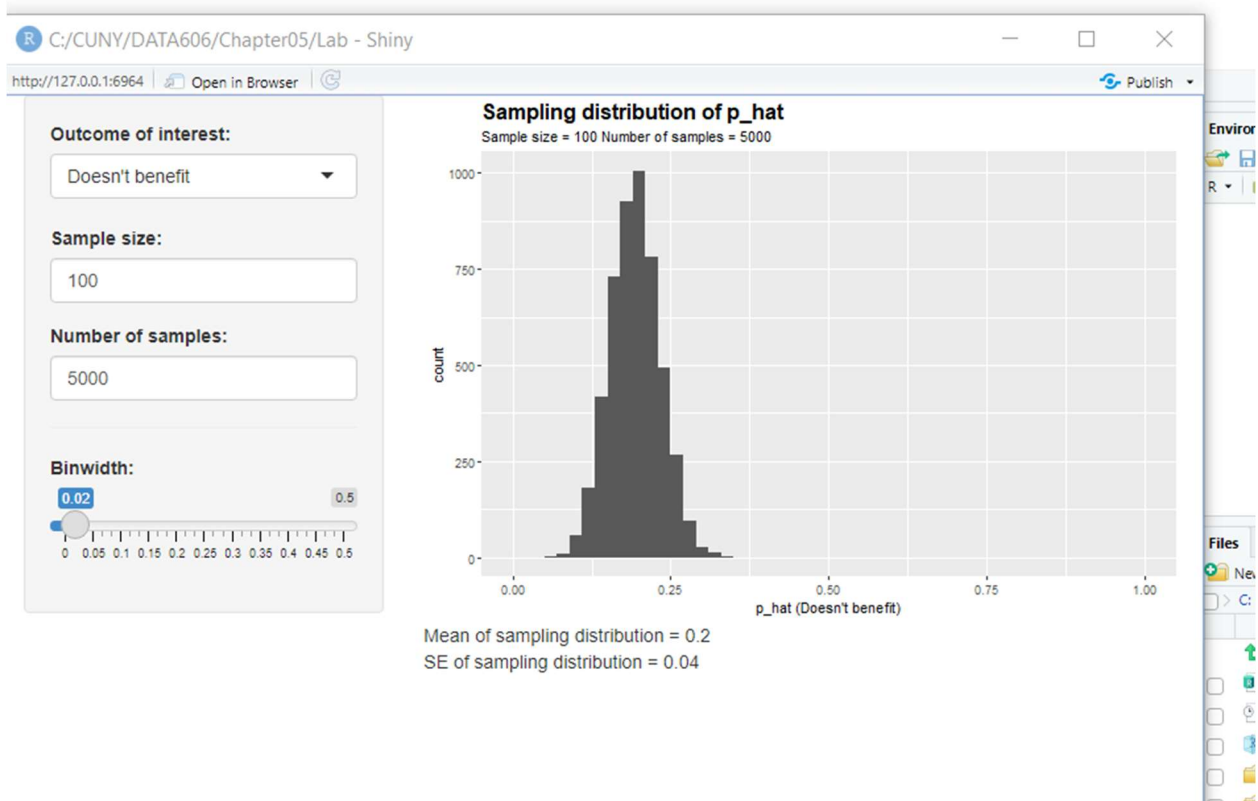 R C:/CUNY/DATA606/Chapter05/Lab - Shiny
http://127.0.0.1:6964 Open in Browser Publish
Outcome of interest:
Doesn't benefit
Sample size:
100
Number of samples:
5000
Binwidth:
0.02 0.5
0 0.05 0.1 0.15 0.2 0.25 0.3 0.35 0.4 0.45 0.5
Sampling distribution of p_hat
Sample size = 100 Number of samples = 5000
1000
750
count
500
250
0
0.00 0.25 0.50 0.75 1.00
p_hat (Doesn't benefit)
Mean of sampling distribution = 0.2
SE of sampling distribution = 0.04
Environ
R
Files
C: